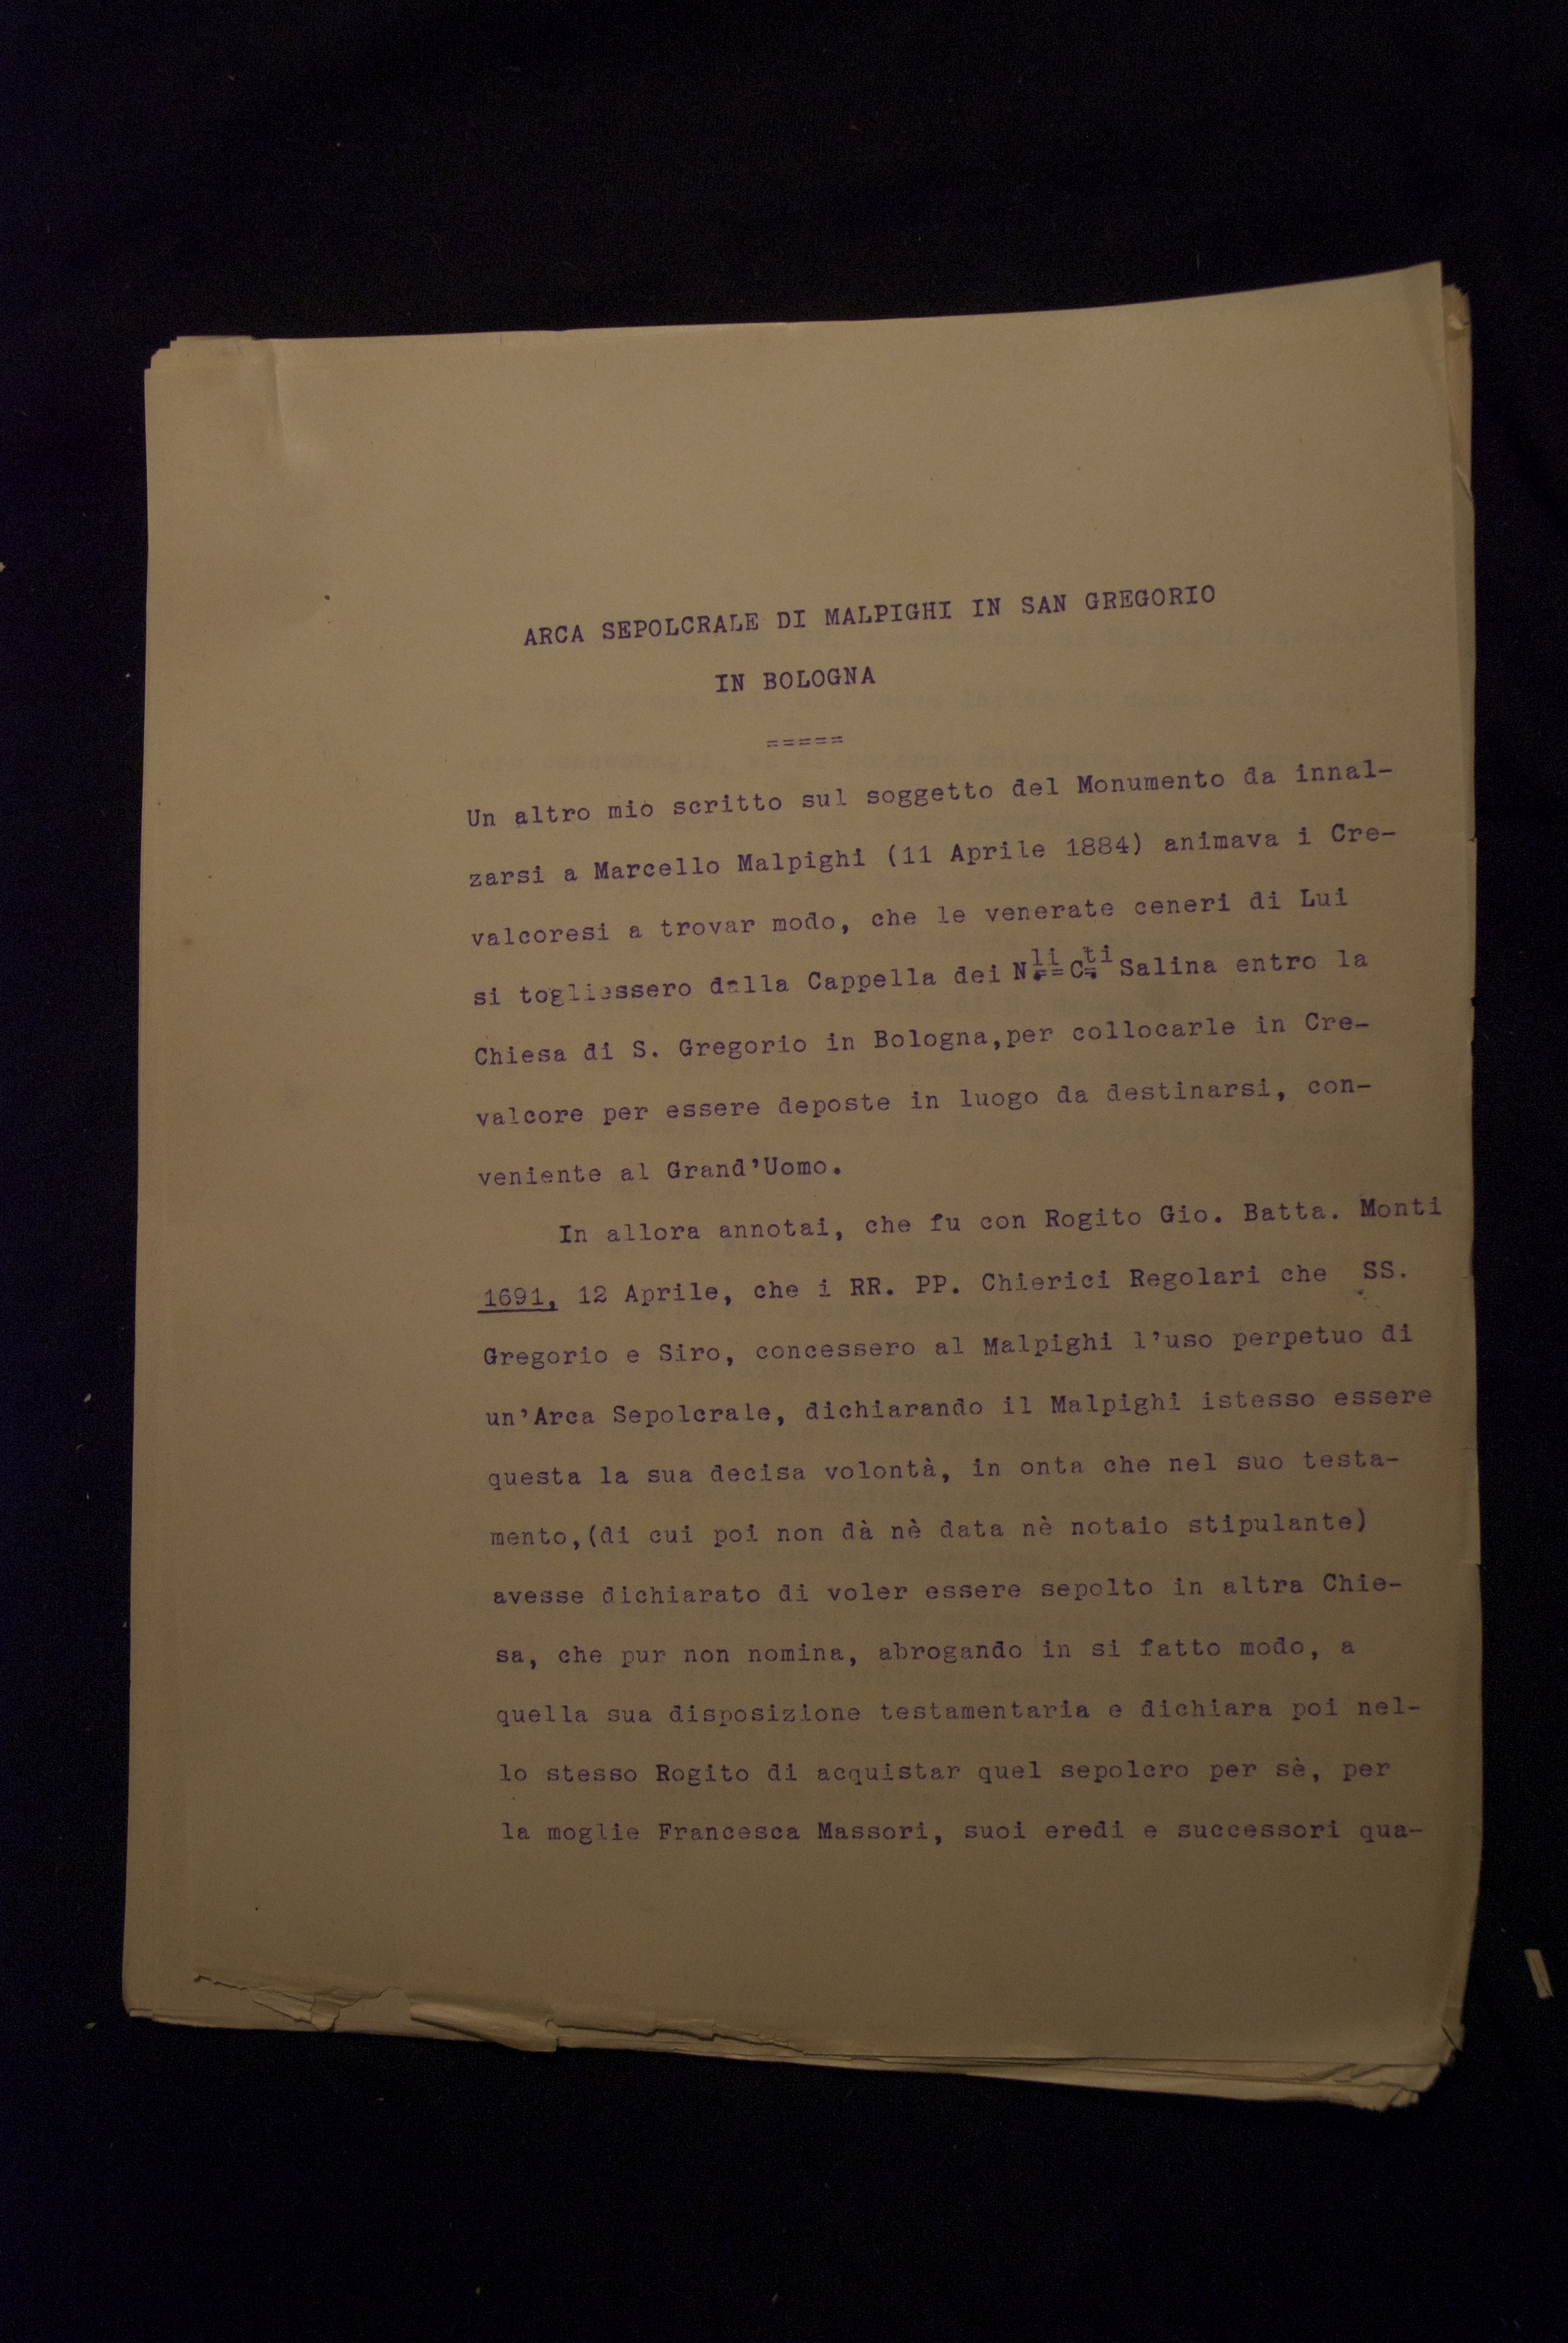 ARCA SEPOLCRALE DI MALPIGHI IN SAN GREGORIO
IN BOLOGNA
=====
Un altro mio scritto sul soggetto del Monumento da innal-
zarsi a Marcello Malpighi (11 Aprile 1884) animava i Cre-
valcoresi a trovar modo, che le venerate ceneri di Lui
si togliessero dalla Cappella dei N.li C.ti Salina entro la
Chiesa di S. Gregorio in Bologna,per collocarle in Cre-
valcore per essere deposte in luogo da destinarsi, con-
veniente al Grand'Uomo.
In allora annotai, che fu con Rogito Gio. Batta. Monti
1691, 12 Aprile, che i RR. PP. Chierici Regolari che SS.
Gregorio e Siro, concessero al Malpighi l'uso perpetuo di
un'Arca Sepolcrale, dichiarando il Malpighi istesso essere
questa la sua decisa volontà, in onta che nel suo testa-
mento,(di cui poi non dà nè data nè notaio stipulante)
avesse dichiarato di voler essere sepolto in altra Chie-
sa, che pur non nomina, abrogando in si fatto modo, a
quella sua disposizione testamentaria e dichiara poi nel-
lo stesso Rogito di acquistar quel sepolcro per sè, per
la moglie Francesca Massori, suoi eredi e successori qua-